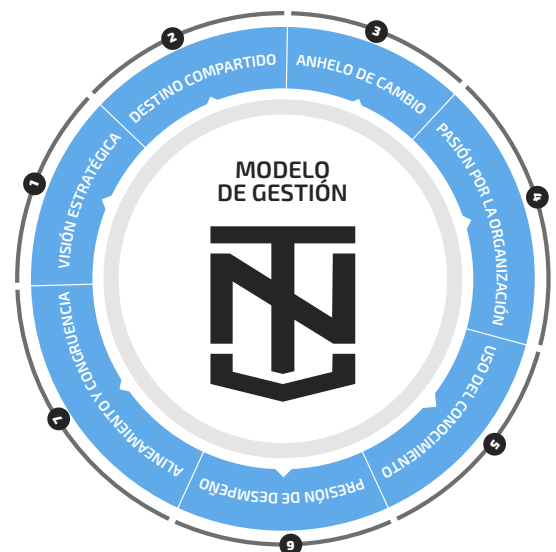 MODELO
DE GESTIÓN
1
VISIÓN ESTRATÉGICA
2
DESTINO COMPARTIDO
3
ANHELO DE CAMBIO
4
PASIÓN POR LA ORGANIZACIÓN
5
USO DEL CONOCIMIENTO
6
PRESIÓN DE DESMPEÑO
7
ALINEAMIENTO Y CONGRUENCIA